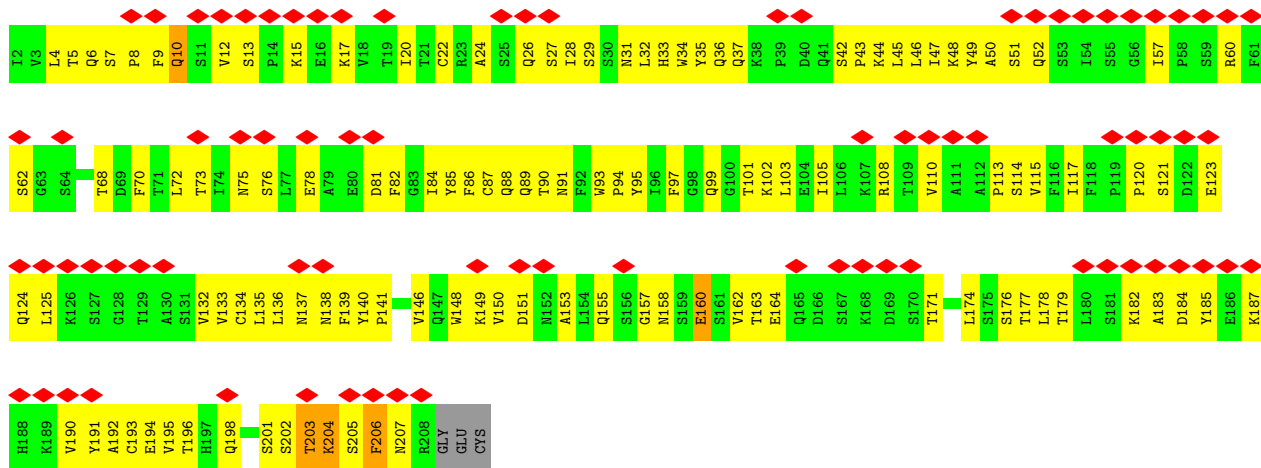 I2 V3 L4 T5 Q6 S7 P8 F9 Q10 S11 V12 S13 P14 K15 E16 K17 V18 T19 I20 T21 C22 R23 A24 S25 Q26 S27 I28 S29 S30 N31 L32 H33 W34 Y35 Q36 Q37 K38 P39 D40 Q41 S42 P43 K44 L45 L46 I47 K48 Y49 A50 S51 Q52 S53 I54 S55 G56 I57 P58 S59 R60 F61
S62 G63 S64 T68 D69 F70 T71 L72 T73 I74 N75 S76 L77 E78 A79 E80 D81 F82 G83 I84 Y85 F86 C87 Q88 Q89 T90 N91 F92 W93 P94 Y95 I96 F97 G98 Q99 G100 T101 K102 L103 E104 I105 L106 K107 R108 T109 V110 A111 A112 P113 S114 V115 F116 I117 F118 P119 P120 S121 D122 E123
Q124 L125 K126 S127 G128 T129 A130 S131 V132 V133 C134 L135 L136 N137 N138 F139 Y140 P141 V146 Q147 W148 K149 V150 D151 N152 A153 L154 Q155 S156 G157 N158 S159 E160 S161 V162 T163 E164 Q165 D166 S167 K168 D169 S170 T171 L174 S175 S176 T177 L178 T179 L180 S181 K182 A183 D184 Y185 E186 K187
H188 K189 V190 Y191 A192 C193 E194 V195 T196 H197 Q198 S201 S202 T203 K204 S205 F206 N207 R208 GLY GLU CYS